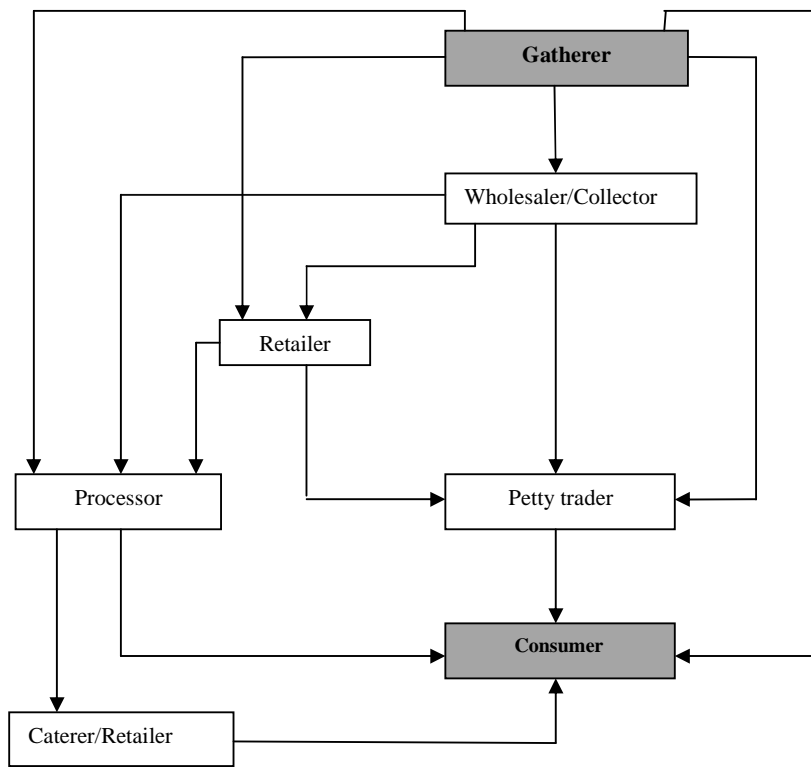 Gatherer
Wholesaler/Collector
Retailer
Processor
Petty trader
Consumer
Caterer/Retailer